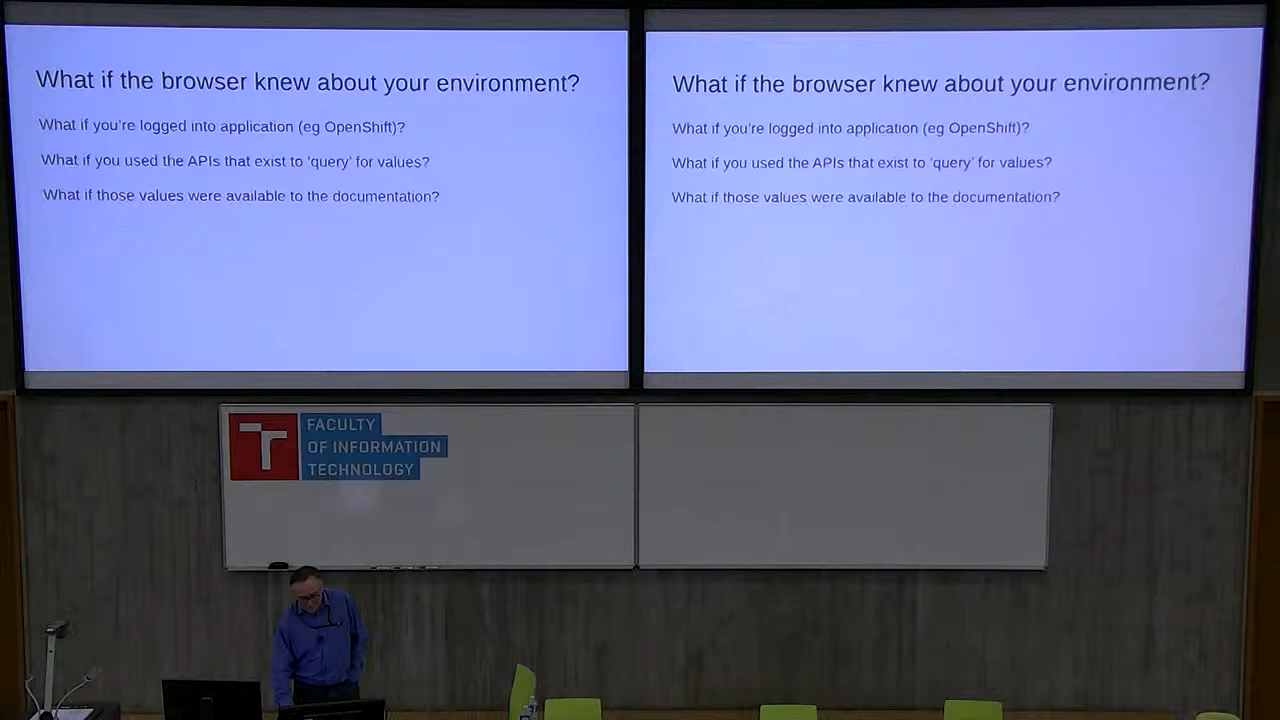 What if the browser knew about your environment?
What if you're logged into application (eg OpenShift)?
What if you used the APIs that exist to 'query' for values?
What if those values were available to the documentation?
What if the browser knew about your environment?
What if you're logged into application (eg OpenShift)?
What if you used the APIs that exist to 'query' for values?
What if those values were available to the documentation?
FACULTY
OF INFORMATION
TECHNOLOGY